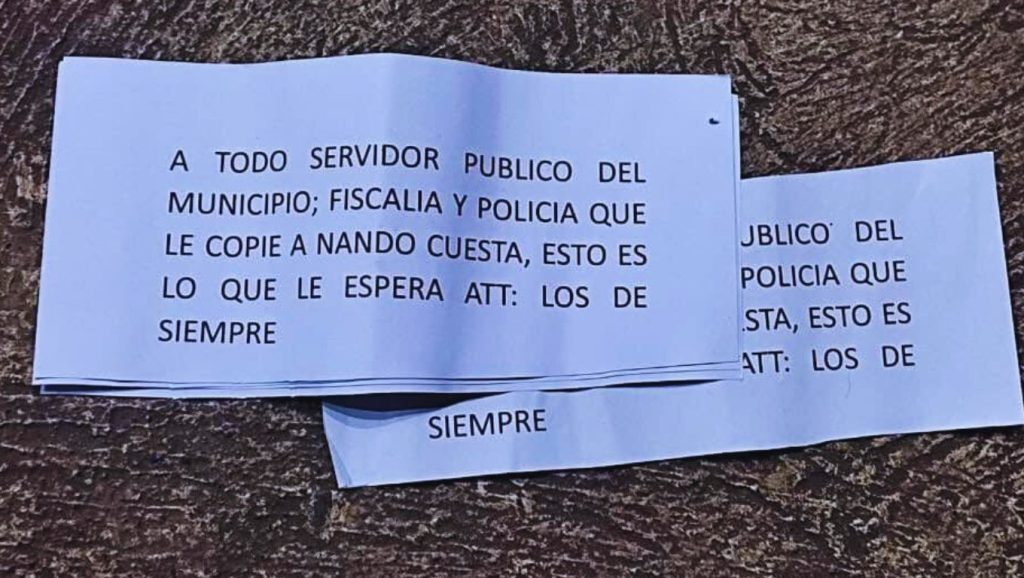 A TODO SERVIDOR PUBLICO DEL
MUNICIPIO; FISCALIA Y POLICIA QUE
LE COPIE A NANDO CUESTA, ESTO ES
LO QUE LE ESPERA ATT: LOS DE
SIEMPRE
UBLICO DEL
POLICIA QUE
STA, ESTO ES
ATT: LOS DE
SIEMPRE